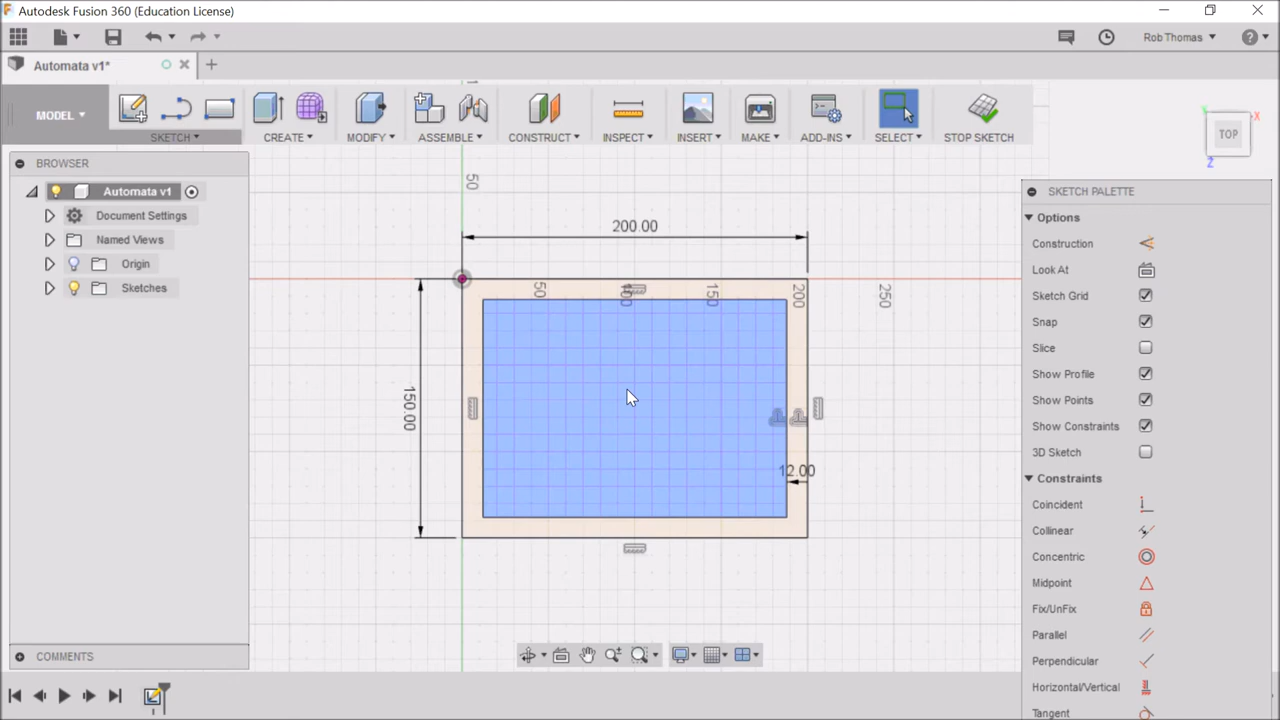 Autodesk Fusion 360 (Education License)
Rob Thomas
Automata v1*
MODEL
SKETCH
CREATE
MODIFY
ASSEMBLE
CONSTRUCT
INSPECT
INSERT
MAKE
ADD-INS
SELECT
STOP SKETCH
TOP
X
Y
Z
BROWSER
Automata v1
Document Settings
Named Views
Origin
Sketches
50
200.00
50
100
150
200
250
150.00
12.00
SKETCH PALETTE
Options
Construction
Look At
Sketch Grid
Snap
Slice
Show Profile
Show Points
Show Constraints
3D Sketch
Constraints
Coincident
Collinear
Concentric
Midpoint
Fix/UnFix
Parallel
Perpendicular
Horizontal/Vertical
Tangent
COMMENTS